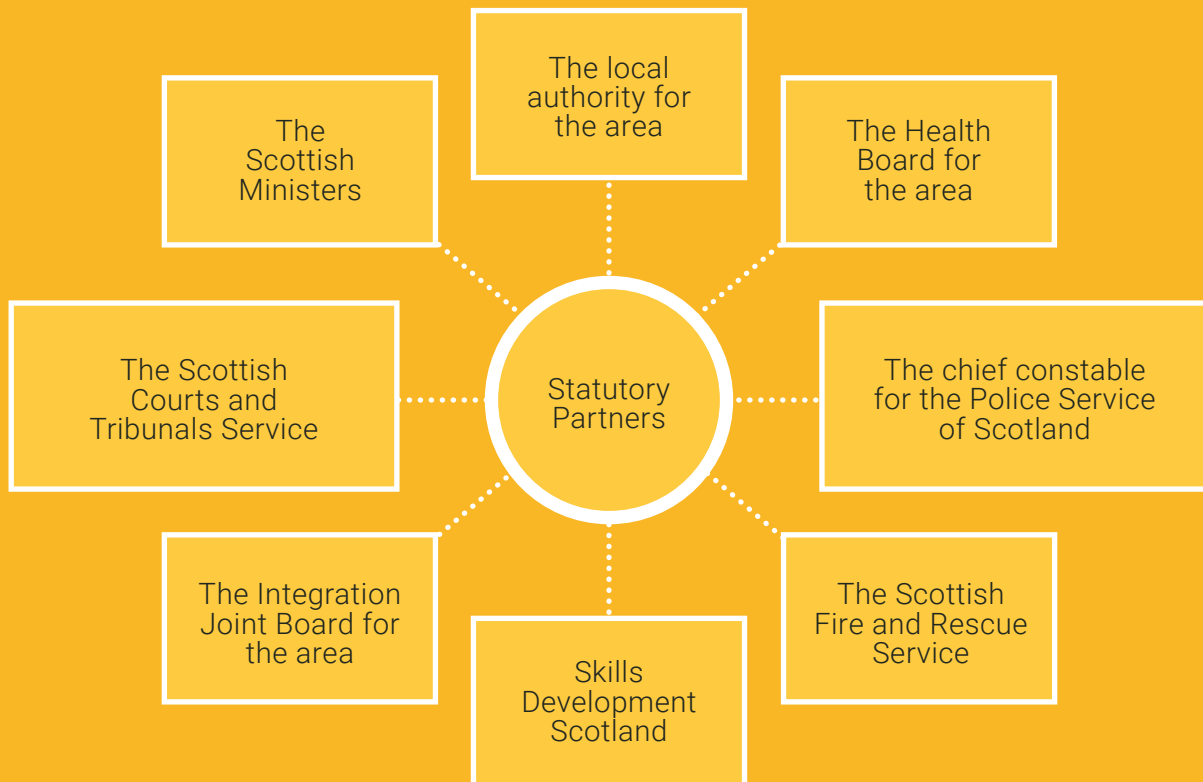 The local
authority for
the area
The
Scottish
Ministers
The Health
Board for
the area
The Scottish
Courts and
Tribunals Service
Statutory
Partners
The chief constable
for the Police Service
of Scotland
The Integration
Joint Board for
the area
The Scottish
Fire and Rescue
Service
Skills
Development
Scotland